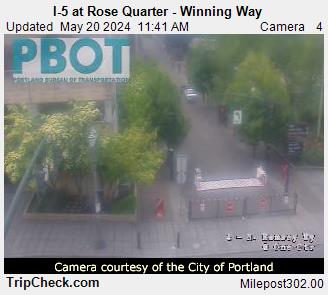 I-5 at Rose Quarter - Winning Way
Updated May 20 2024 11:41 AM Camera 4
PBOT
PORTLAND BUREAU OF TRANSPORTATION
Camera courtesy of the City of Portland
TripCheck.com Milepost302.00